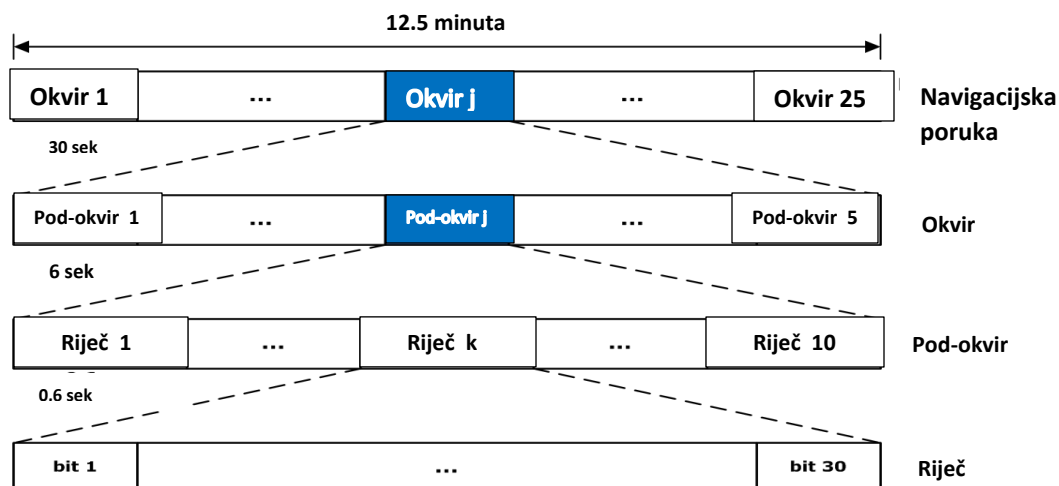 12.5 minuta
Okvir 1 ... Okvir j ... Okvir 25 Navigacijska
poruka
30 sek
Pod-okvir 1 ... Pod-okvir j ... Pod-okvir 5 Okvir
6 sek
Riječ 1 ... Riječ k ... Riječ 10 Pod-okvir
0.6 sek
bit 1 ... bit 30 Riječ